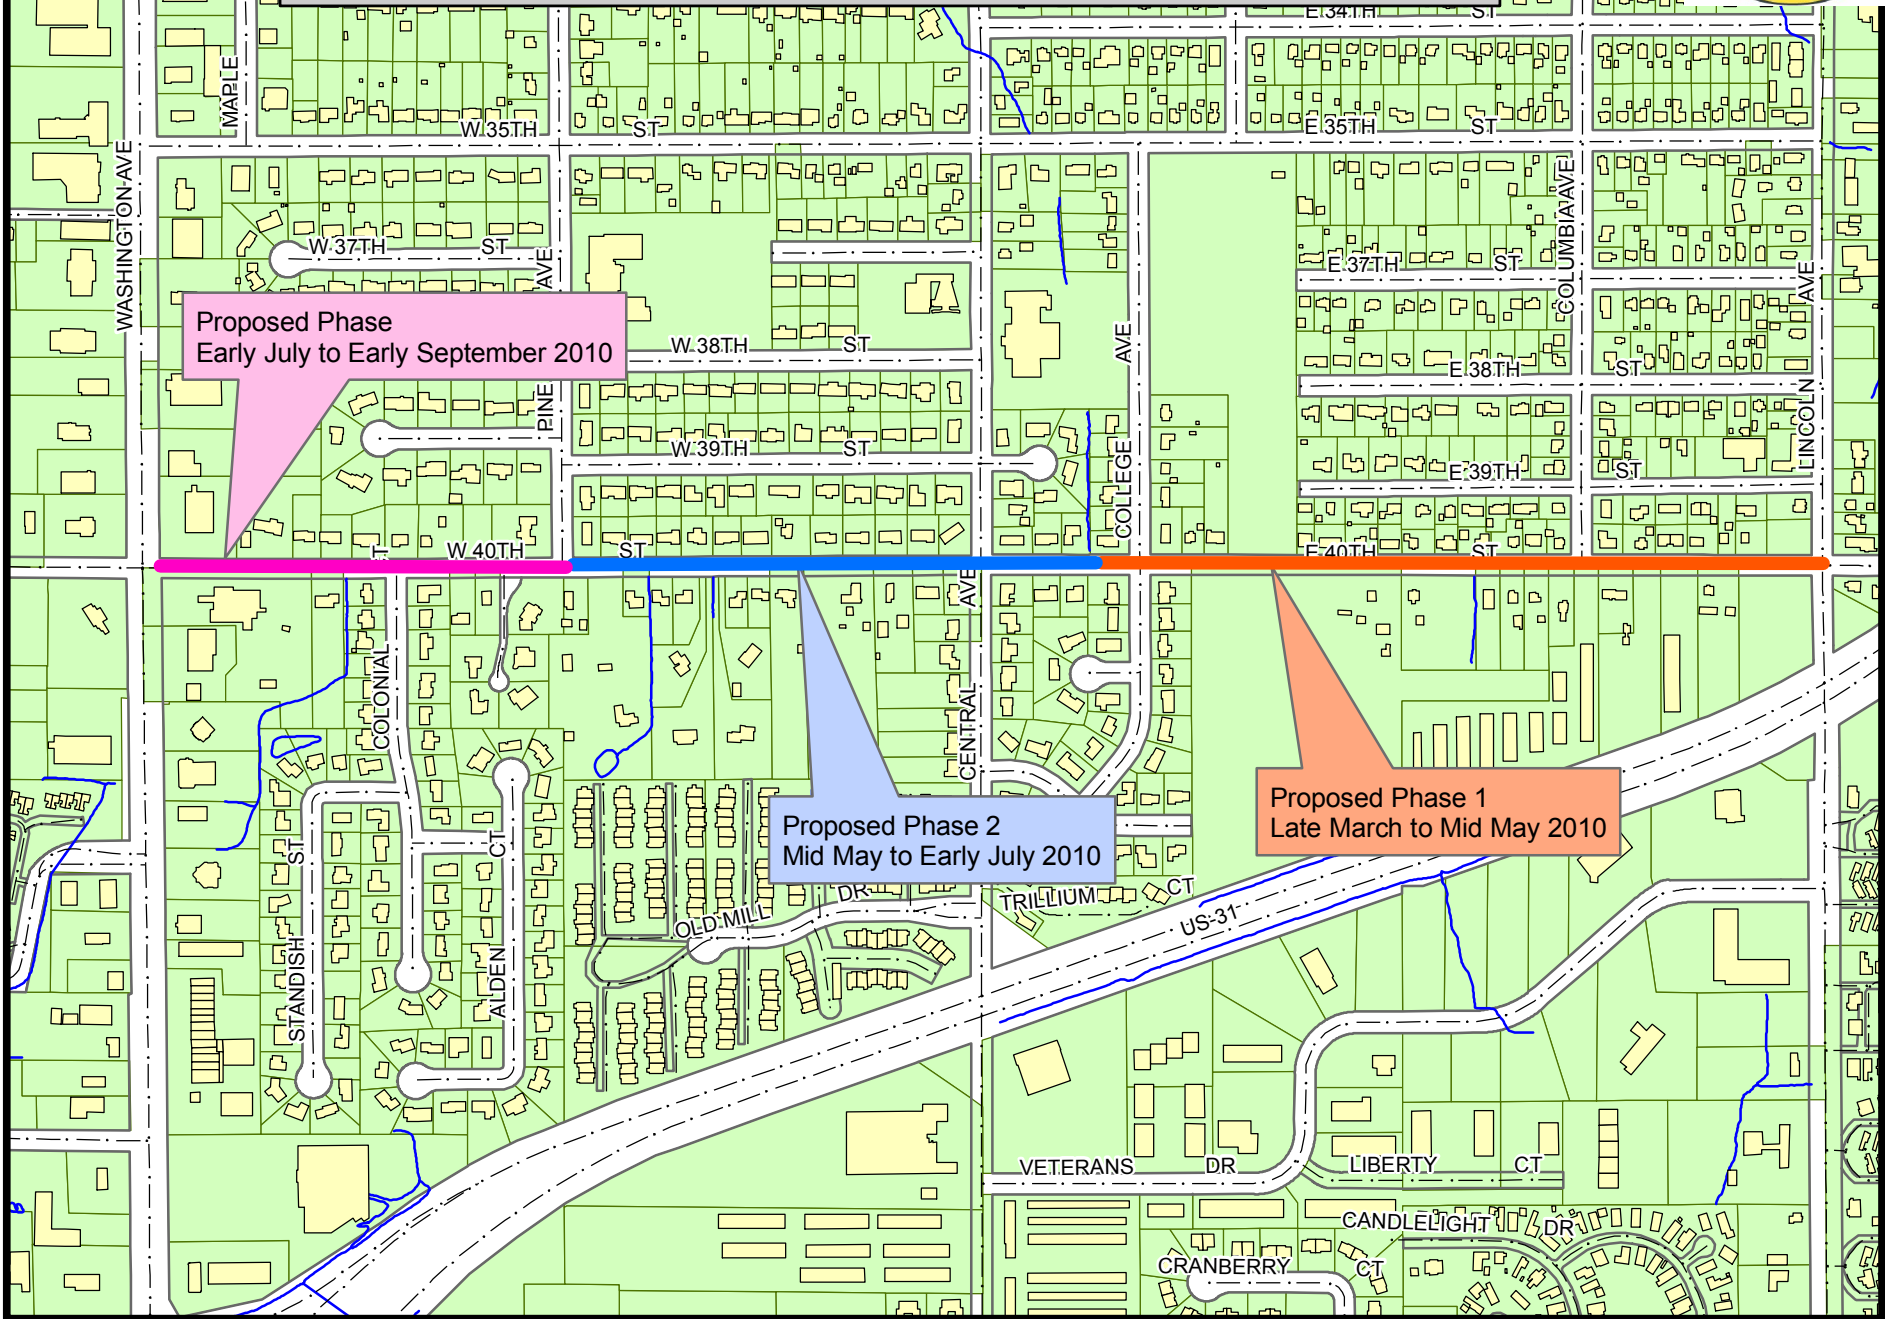 E 34TH ST
MAPLE
W 35TH ST
E 35TH ST
WASHINGTON AVE
COLUMBIA AVE
W 37TH ST
E 37TH ST
PINE AVE
LINCOLN AVE
Proposed Phase
Early July to Early September 2010
W 38TH ST
COLLEGE AVE
E 38TH ST
W 39TH ST
E 39TH ST
W 40TH ST
E 40TH ST
COLONIAL CT
CENTRAL AVE
Proposed Phase 2
Mid May to Early July 2010
Proposed Phase 1
Late March to Mid May 2010
STANDISH ST
ALDEN CT
OLD MILL DR
TRILLIUM CT
US-31
VETERANS DR
LIBERTY CT
CANDLELIGHT DR
CRANBERRY CT